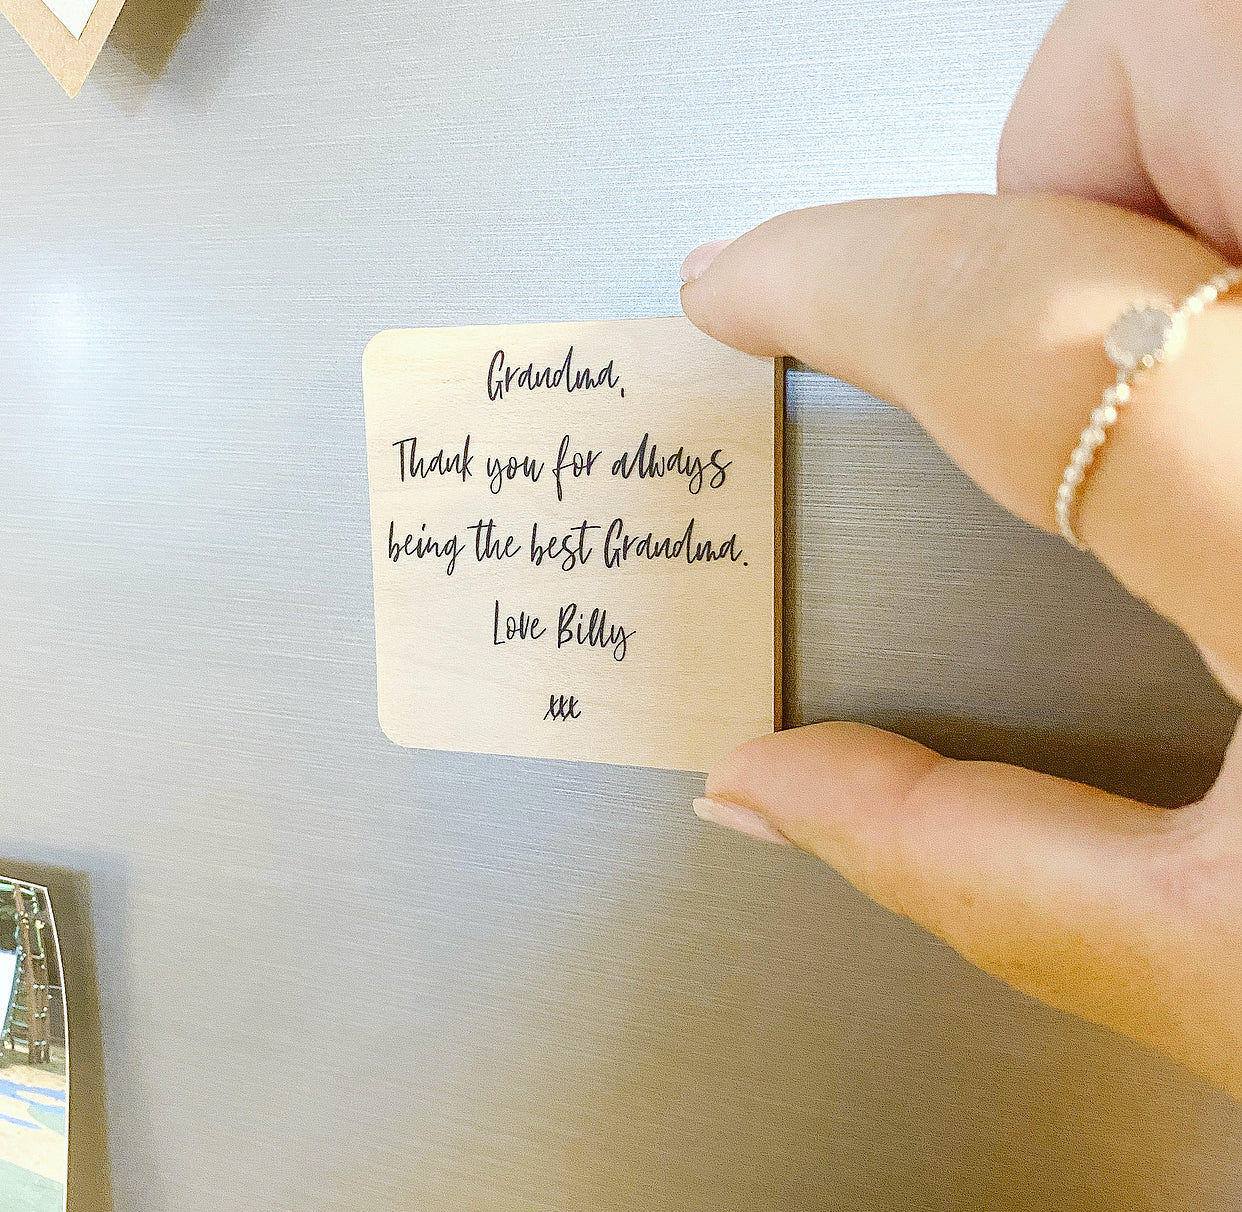 Grandma,
Thank you for always
being the best Grandma.
Love Billy
xxx